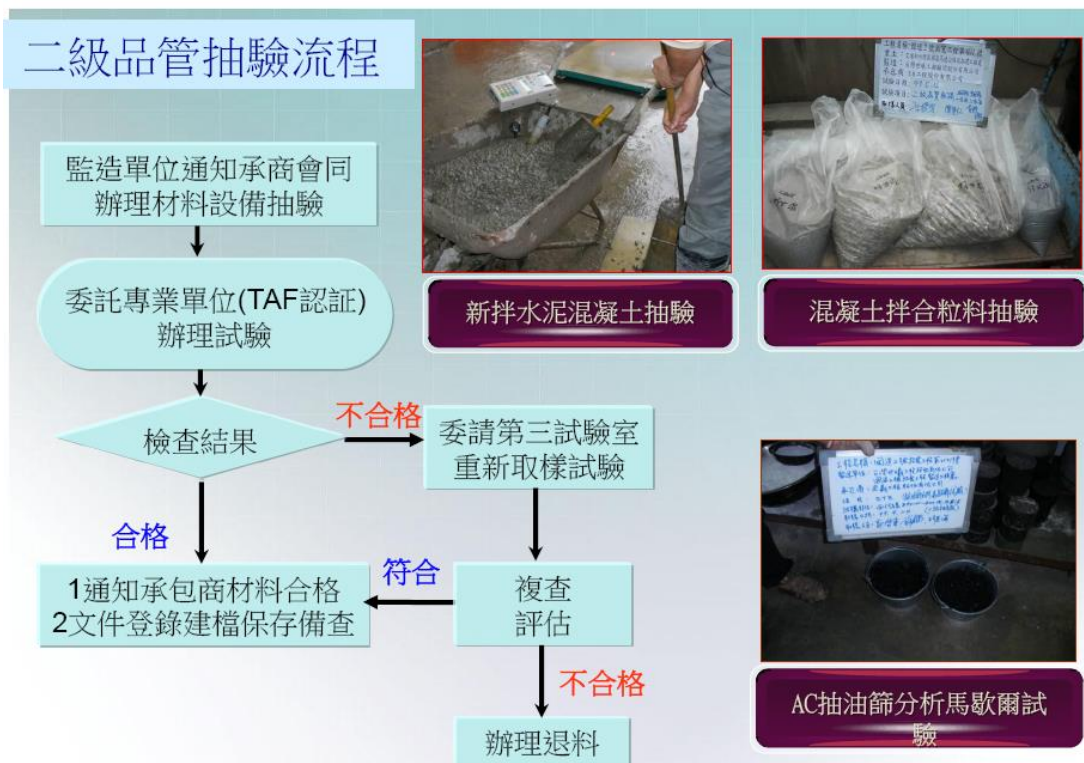 二級品管抽驗流程
監造單位通知承商會同
辦理材料設備抽驗
委託專業單位(TAF認証)
辦理試驗
檢查結果
不合格
委請第三試驗室
重新取樣試驗
合格
1通知承包商材料合格
2文件登錄建檔保存備查
符合
複查
評估
不合格
辦理退料
新拌水泥混凝土抽驗
混凝土拌合粒料抽驗
AC抽油篩分析馬歇爾試
驗